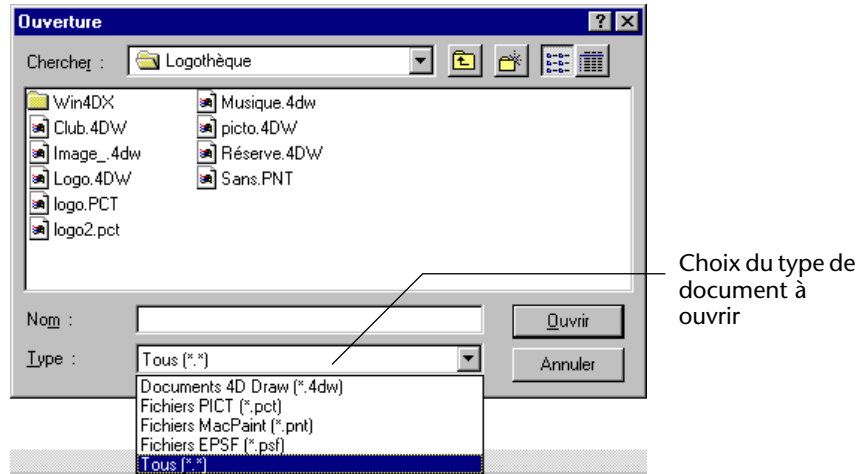 Ouverture
Chercher : Logothèque
Win4DX
Club.4DW
Image_.4dw
Logo.4DW
logo.PCT
logo2.pct
Musique.4dw
picto.4DW
Réserve.4DW
Sans.PNT
Choix du type de
document à
ouvrir
Nom :
Ouvrir
Type : Tous (*.*)
Annuler
Documents 4D Draw (*.4dw)
Fichiers PICT (*.pct)
Fichiers MacPaint (*.pnt)
Fichiers EPSF (*.psf)
Tous (*.*)